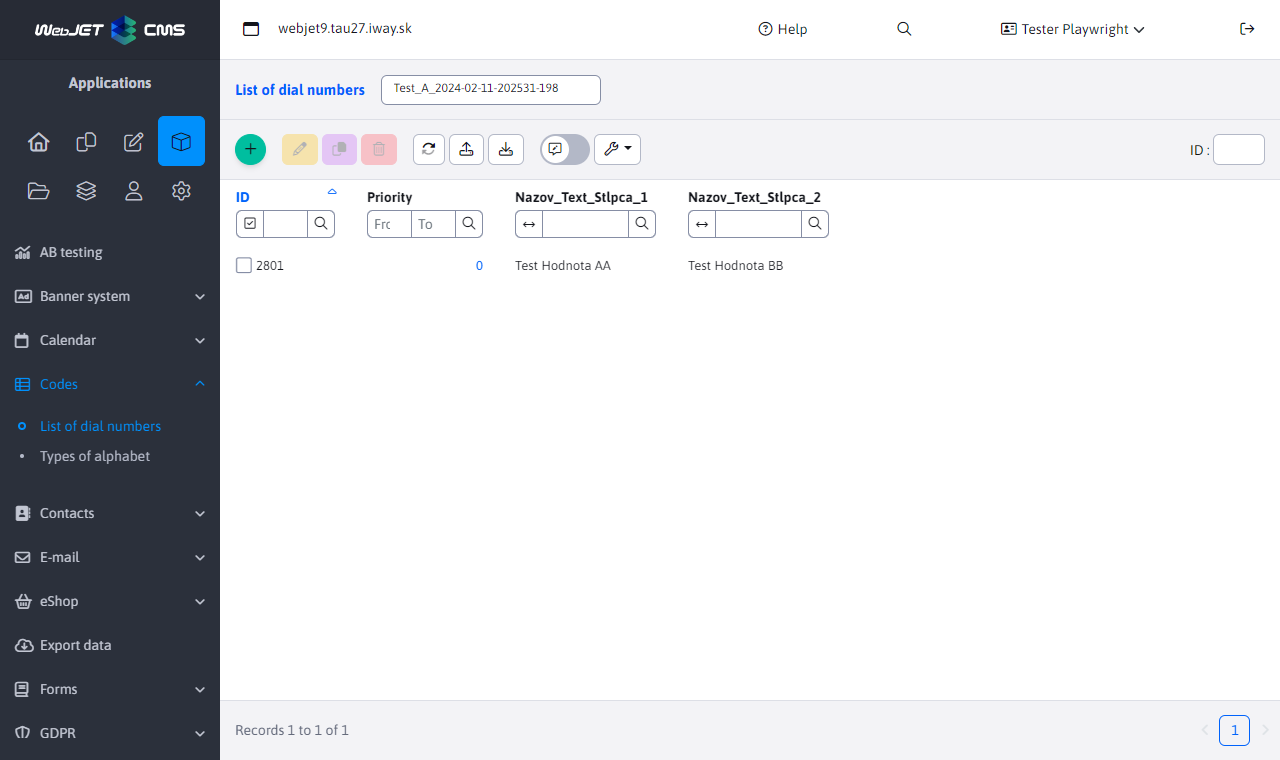 WebJET CMS
webjet9.tau27.iway.sk
Help
Tester Playwright
Applications
List of dial numbers
Test_A_2024-02-11-202531-198
ID :
ID
Priority
Nazov_Text_Stlpca_1
Nazov_Text_Stlpca_2
To
2801
0
Test Hodnota AA
Test Hodnota BB
AB testing
Ad
Banner system
Calendar
Codes
List of dial numbers
Types of alphabet
Contacts
E-mail
eShop
Export data
Forms
GDPR
Records 1 to 1 of 1
1